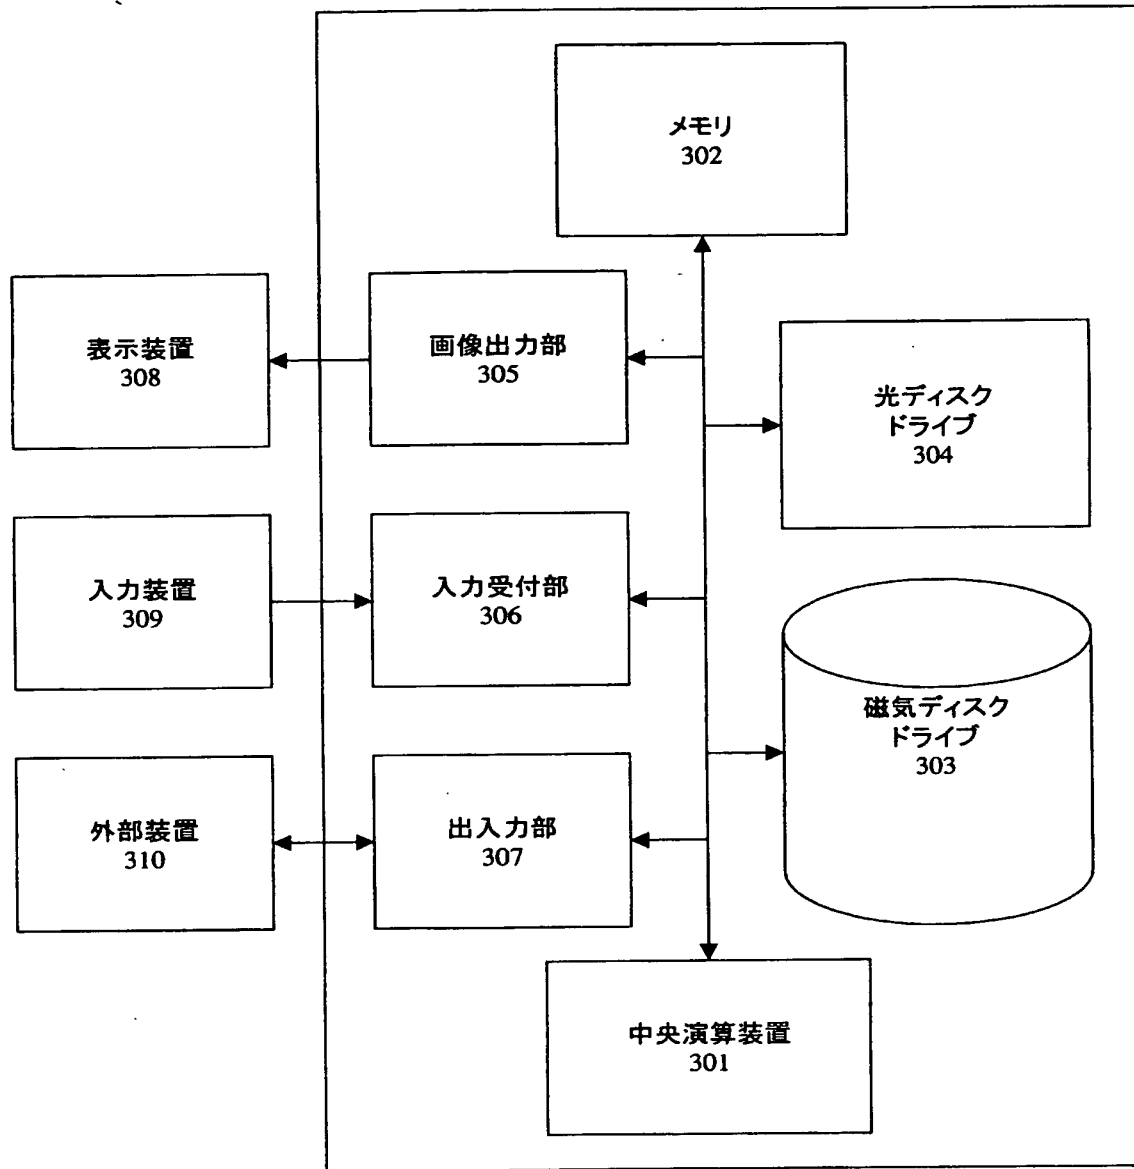 メモリ
302
表示装置
308
画像出力部
305
光ディスク
ドライブ
304
入力装置
309
入力受付部
306
磁気ディスク
ドライブ
303
外部装置
310
出入力部
307
中央演算装置
301